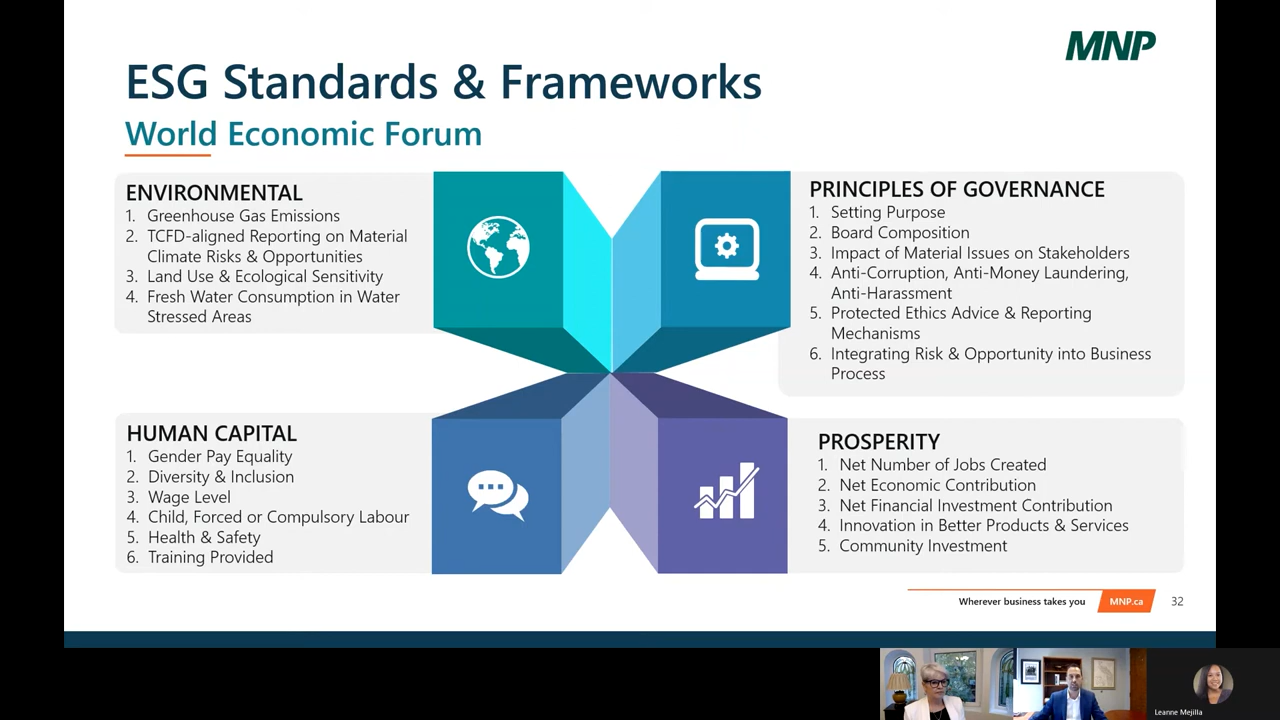 MNP
ESG Standards & Frameworks
World Economic Forum
ENVIRONMENTAL
1. Greenhouse Gas Emissions
2. TCFD-aligned Reporting on Material
Climate Risks & Opportunities
3. Land Use & Ecological Sensitivity
4. Fresh Water Consumption in Water
Stressed Areas
PRINCIPLES OF GOVERNANCE
1. Setting Purpose
2. Board Composition
3. Impact of Material Issues on Stakeholders
4. Anti-Corruption, Anti-Money Laundering,
Anti-Harassment
5. Protected Ethics Advice & Reporting
Mechanisms
6. Integrating Risk & Opportunity into Business
Process
HUMAN CAPITAL
1. Gender Pay Equality
2. Diversity & Inclusion
3. Wage Level
4. Child, Forced or Compulsory Labour
5. Health & Safety
6. Training Provided
PROSPERITY
1. Net Number of Jobs Created
2. Net Economic Contribution
3. Net Financial Investment Contribution
4. Innovation in Better Products & Services
5. Community Investment
Wherever business takes you
MNP.ca
32
Leanne Mejilla